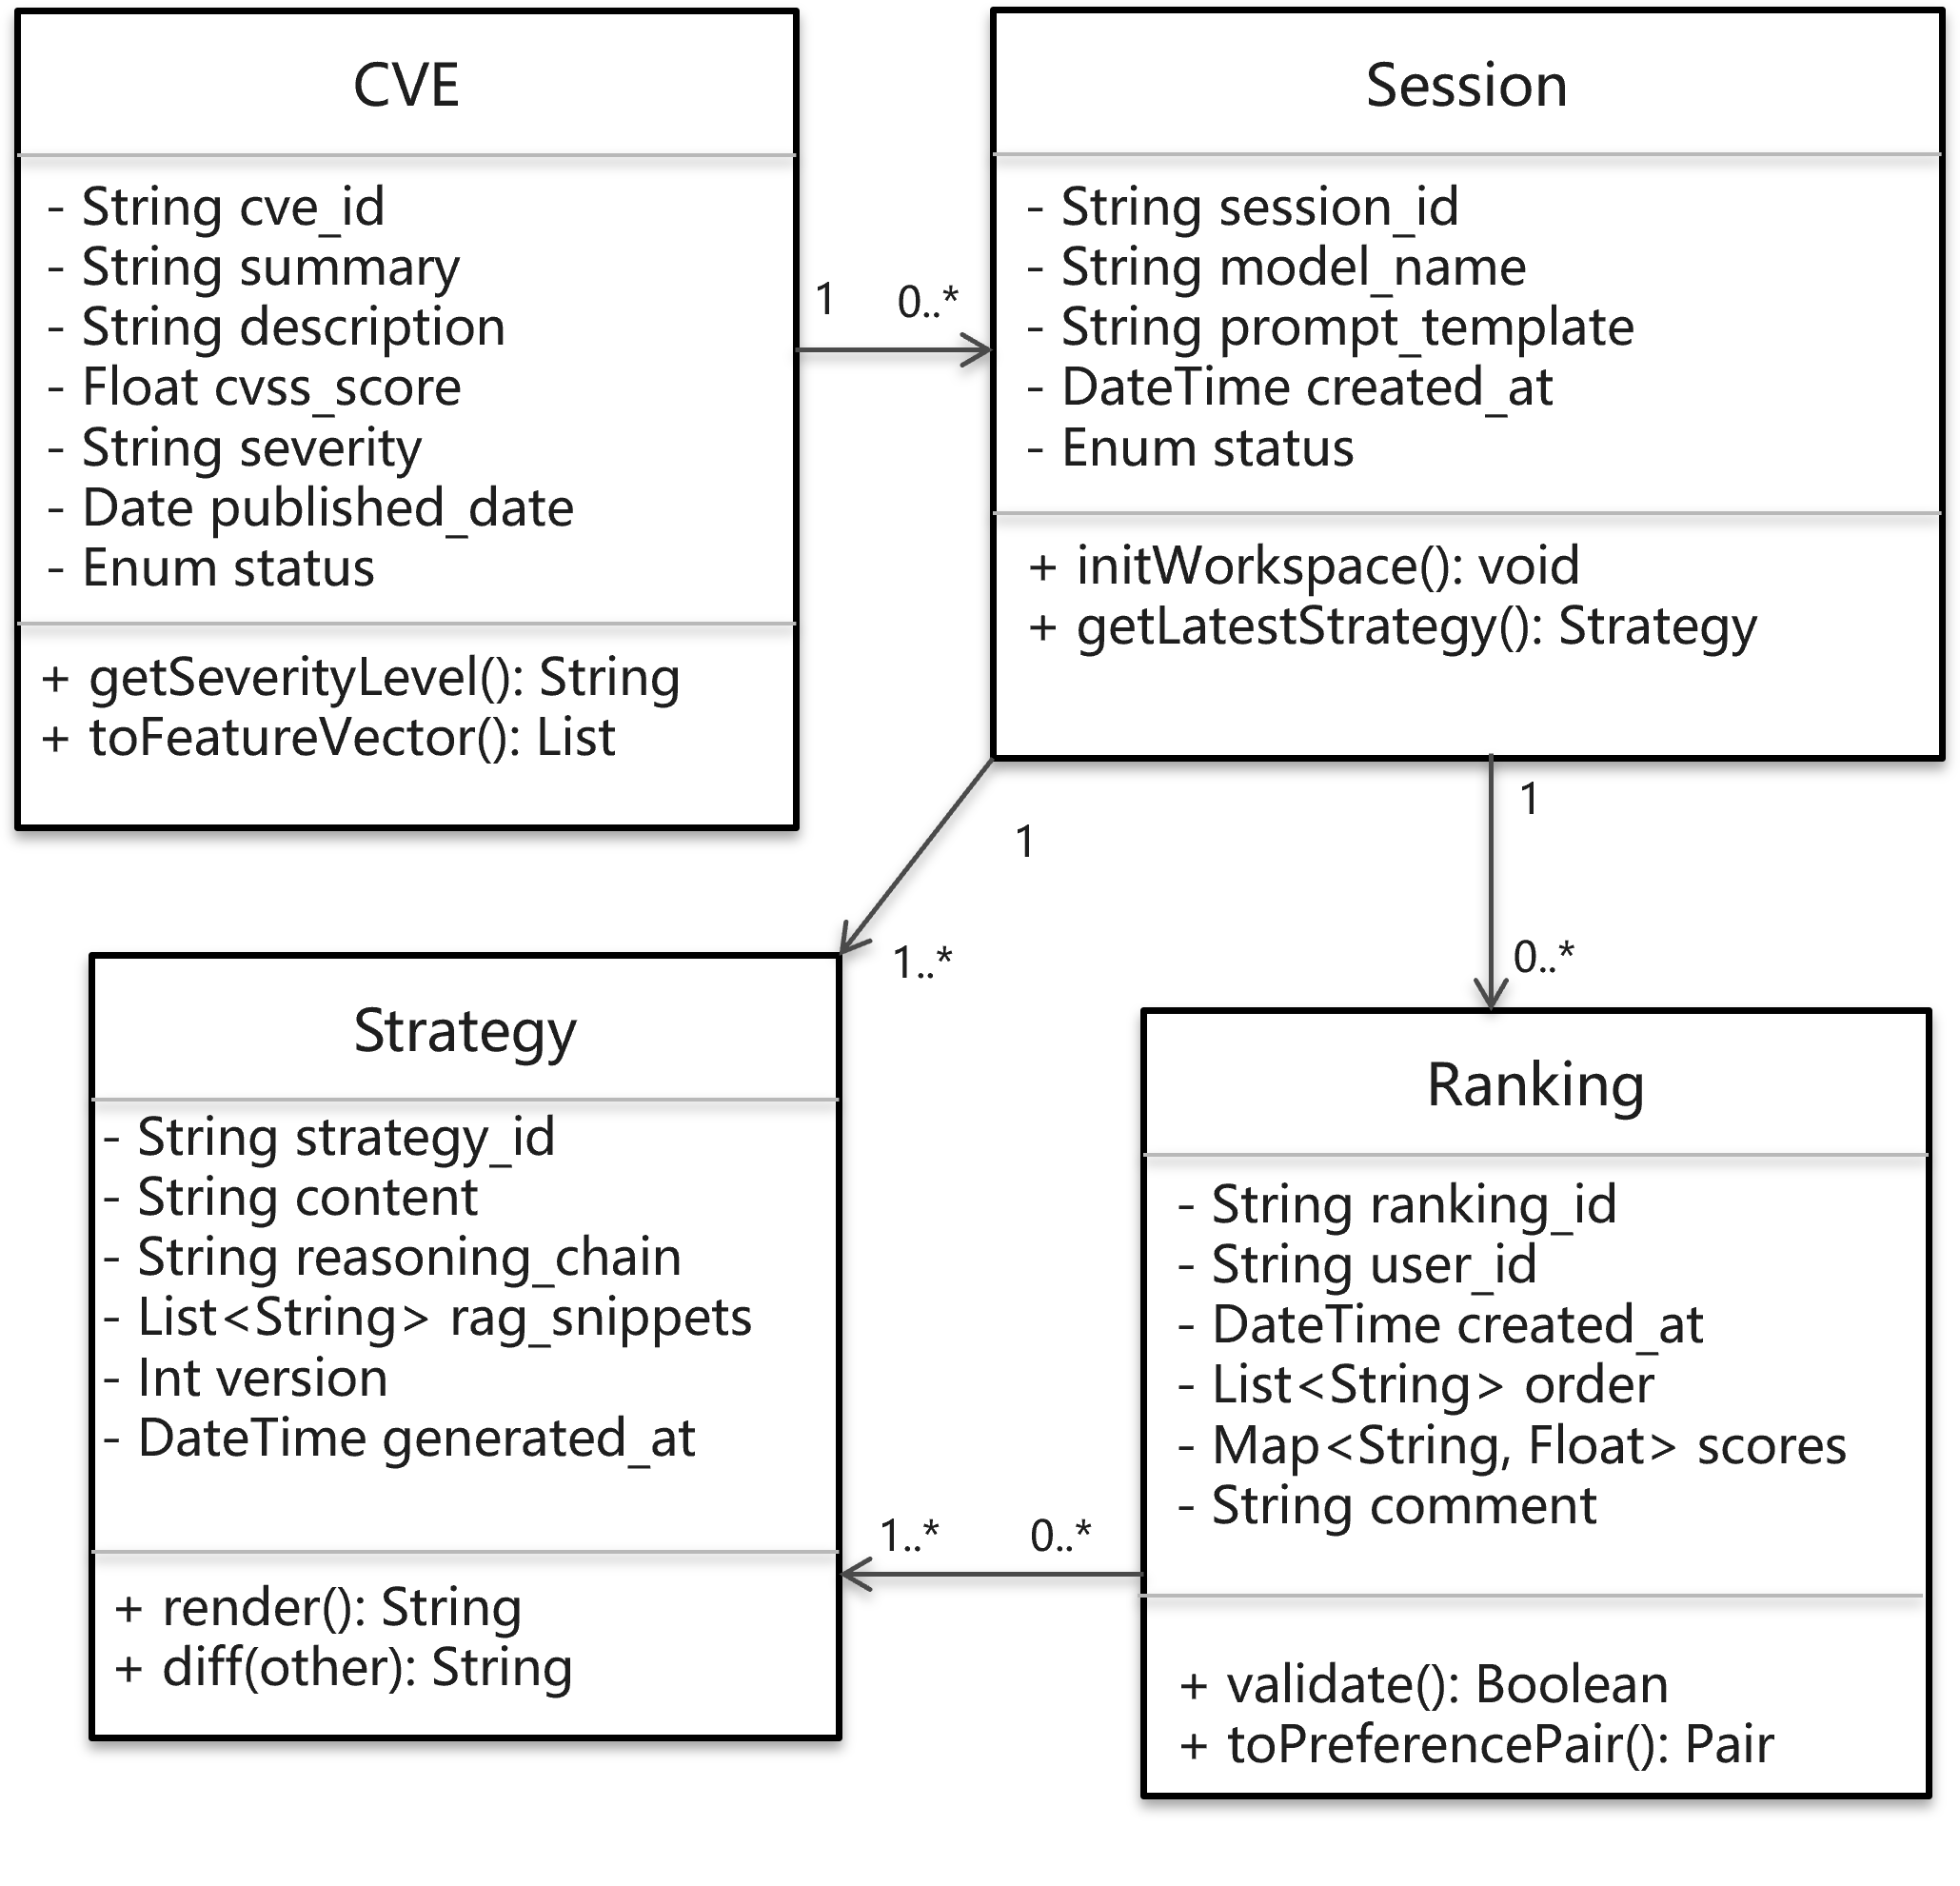 CVE
- String cve_id
- String summary
- String description
- Float cvss_score
- String severity
- Date published_date
- Enum status
+ getSeverityLevel(): String
+ toFeatureVector(): List
1
0..*
Session
- String session_id
- String model_name
- String prompt_template
- DateTime created_at
- Enum status
+ initWorkspace(): void
+ getLatestStrategy(): Strategy
1
1..*
1
0..*
Strategy
- String strategy_id
- String content
- String reasoning_chain
- List<String> rag_snippets
- Int version
- DateTime generated_at
+ render(): String
+ diff(other): String
1..*
0..*
Ranking
- String ranking_id
- String user_id
- DateTime created_at
- List<String> order
- Map<String, Float> scores
- String comment
+ validate(): Boolean
+ toPreferencePair(): Pair